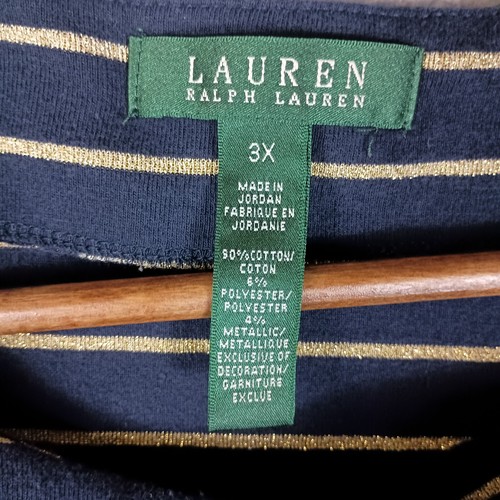 LAUREN
RALPH LAUREN
3X
MADE IN
JORDAN
FABRIQUE EN
JORDANIE
90%COTTON/
COTON
6%
POLYESTER/
POLYESTER
4%
METALLIC/
METALLIQUE
EXCLUSIVE OF
DECORATION/
GARNITURE
EXCLUE